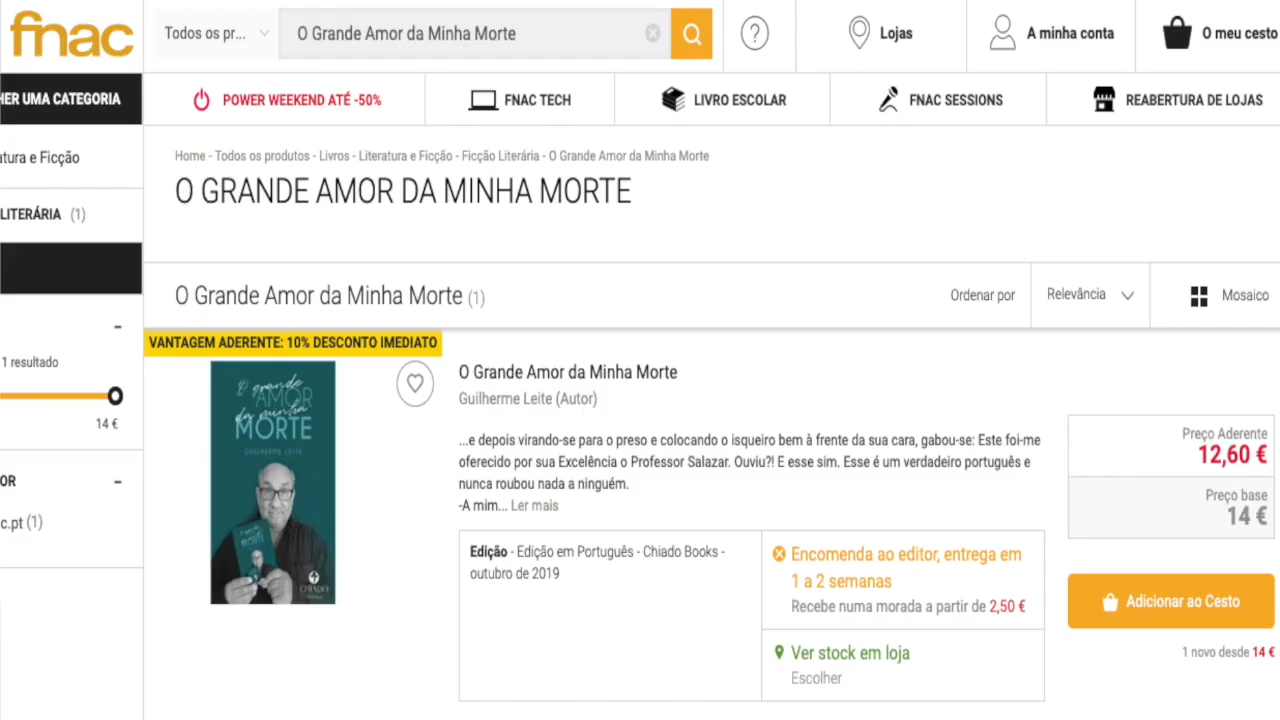 fnac
Todos os pr...
O Grande Amor da Minha Morte
?
Lojas
A minha conta
O meu cesto
HER UMA CATEGORIA
POWER WEEKEND ATÉ -50%
FNAC TECH
LIVRO ESCOLAR
FNAC SESSIONS
REABERTURA DE LOJAS
atura e Ficção
Home - Todos os produtos - Livros - Literatura e Ficção - Ficção Literária - O Grande Amor da Minha Morte
O GRANDE AMOR DA MINHA MORTE
LITERÁRIA (1)
O Grande Amor da Minha Morte (1)
Ordenar por
Relevância
Mosaico
1 resultado
14 €
OR
c.pt (1)
VANTAGEM ADERENTE: 10% DESCONTO IMEDIATO
O grande
AMOR
da minha
MORTE
GUILHERME LEITE
CHIADO
O Grande Amor da Minha Morte
Guilherme Leite (Autor)
...e depois virando-se para o preso e colocando o isqueiro bem à frente da sua cara, gabou-se: Este foi-me
oferecido por sua Excelência o Professor Salazar. Ouviu?! E esse sim. Esse é um verdadeiro português e
nunca roubou nada a ninguém.
-A mim... Ler mais
Edição - Edição em Português - Chiado Books -
outubro de 2019
Encomenda ao editor, entrega em
1 a 2 semanas
Recebe numa morada a partir de 2,50 €
Ver stock em loja
Escolher
Preço Aderente
12,60 €
Preço base
14 €
Adicionar ao Cesto
1 novo desde 14 €